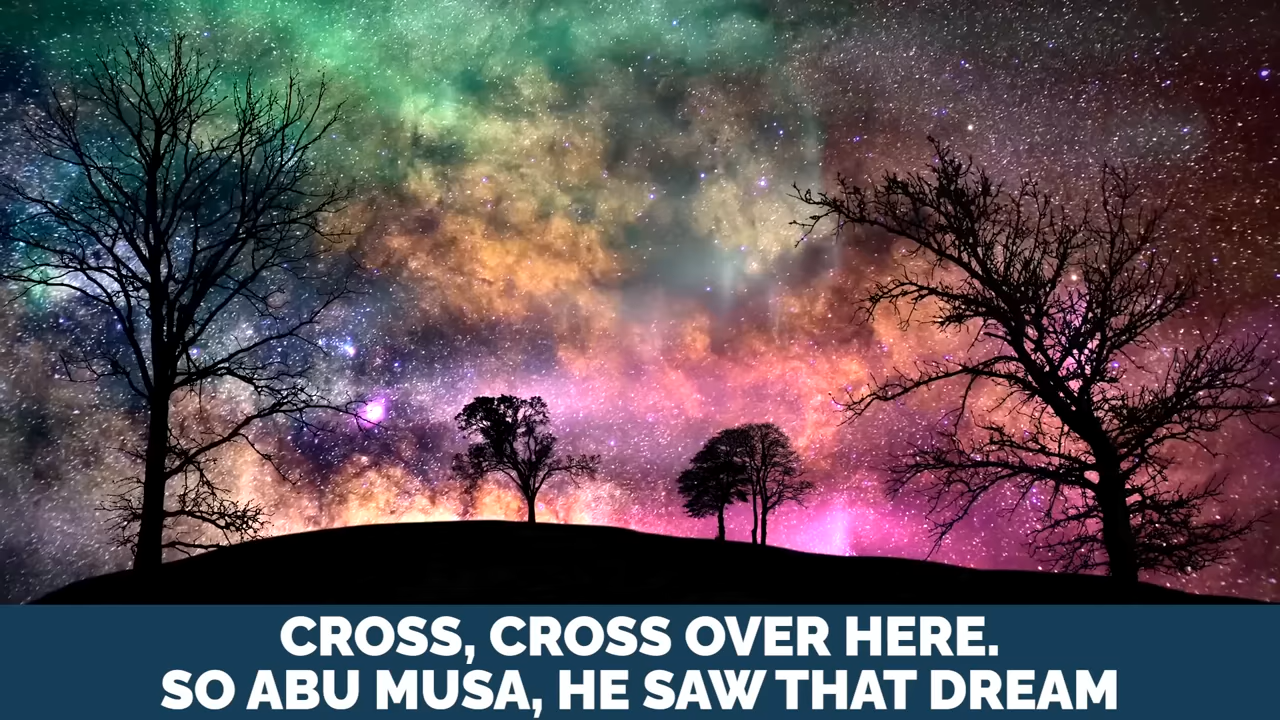 CROSS, CROSS OVER HERE.
SO ABU MUSA, HE SAW THAT DREAM